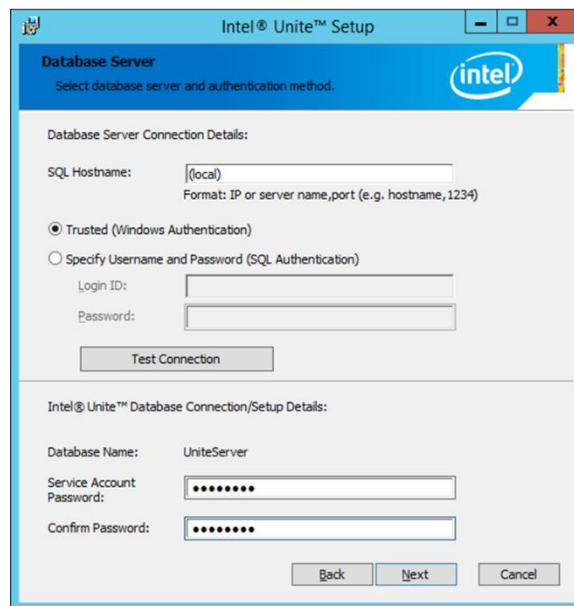 Intel® Unite™ Setup
Database Server
Select database server and authentication method.
intel
Database Server Connection Details:
SQL Hostname: (local)
Format: IP or server name,port (e.g. hostname,1234)
Trusted (Windows Authentication)
Specify Username and Password (SQL Authentication)
Login ID:
Password:
Test Connection
Intel® Unite™ Database Connection/Setup Details:
Database Name: UniteServer
Service Account
Password: ●●●●●●●●
Confirm Password: ●●●●●●●●
Back Next Cancel